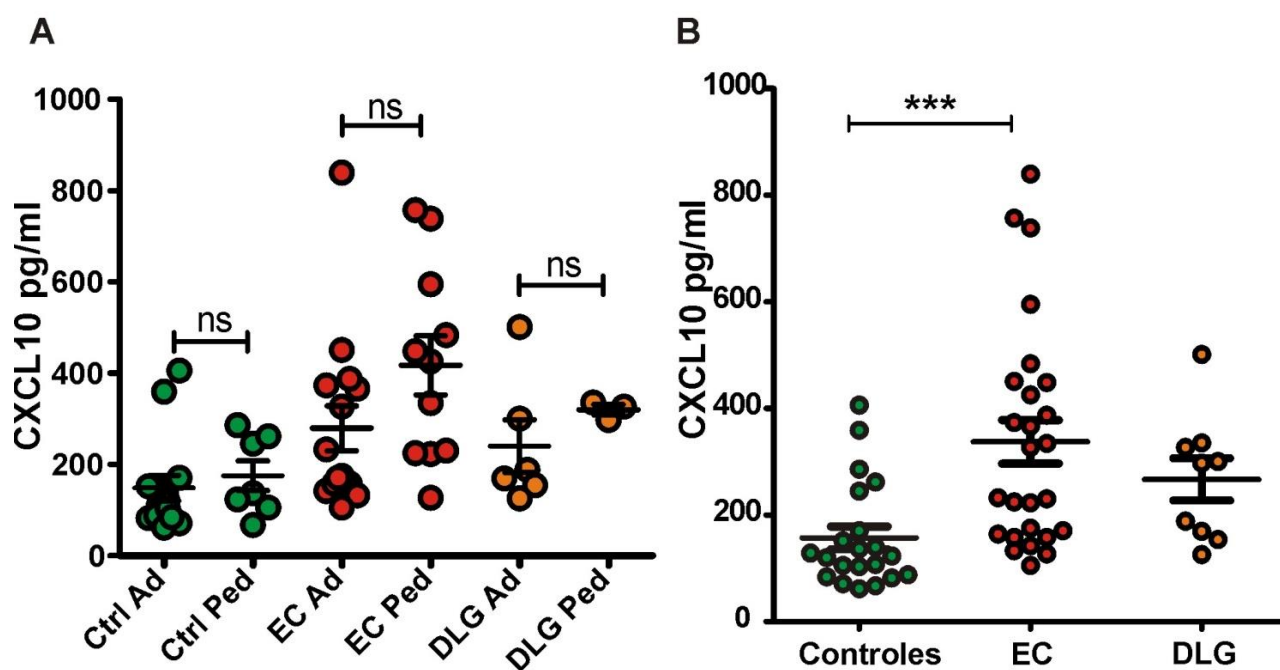 A
CXCL10 pg/ml
1000
800
600
400
200
0
ns
ns
ns
Ctrl Ad
Ctrl Ped
EC Ad
EC Ped
DLG Ad
DLG Ped
B
CXCL10 pg/ml
1000
800
600
400
200
0
***
Controles
EC
DLG